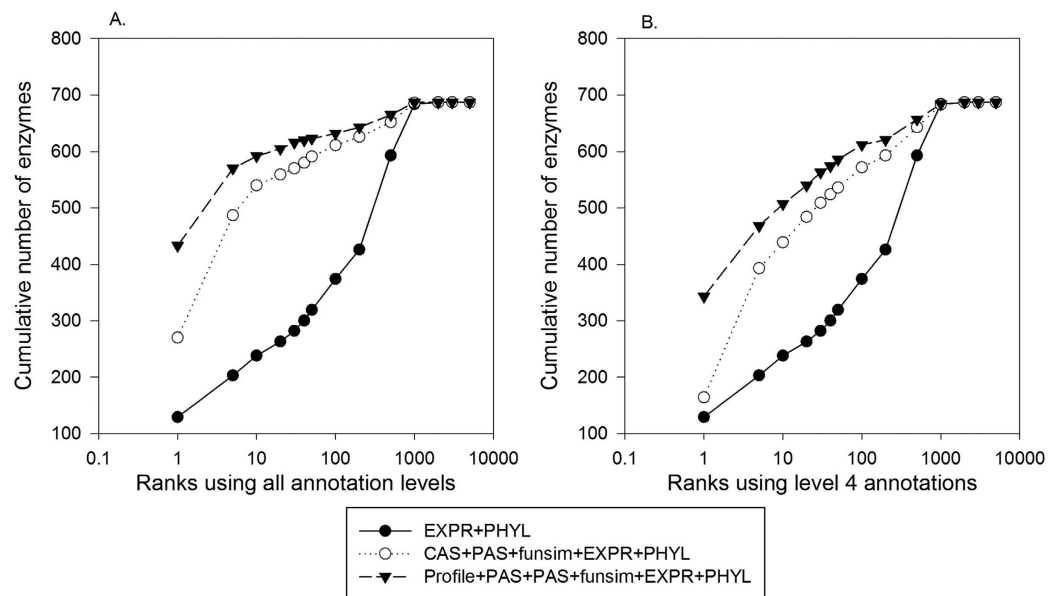 A.
800
700
600
500
400
300
200
100
Cumulative number of enzymes
0.1 1 10 100 1000 10000
Ranks using all annotation levels
B.
800
700
600
500
400
300
200
100
Cumulative number of enzymes
0.1 1 10 100 1000 10000
Ranks using level 4 annotations
EXPR+PHYL
CAS+PAS+funsim+EXPR+PHYL
Profile+PAS+PAS+funsim+EXPR+PHYL